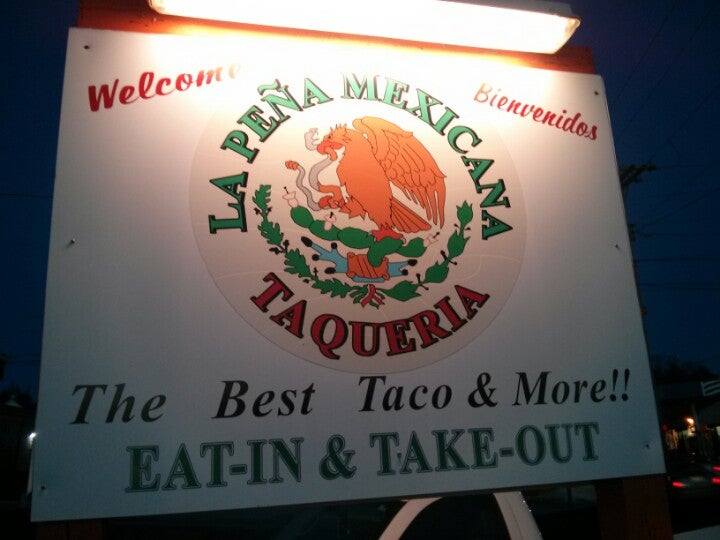 Welcome
Bienvenidos
LA PEÑA MEXICANA
TAQUERIA
The Best Taco & More!!
EAT-IN & TAKE-OUT